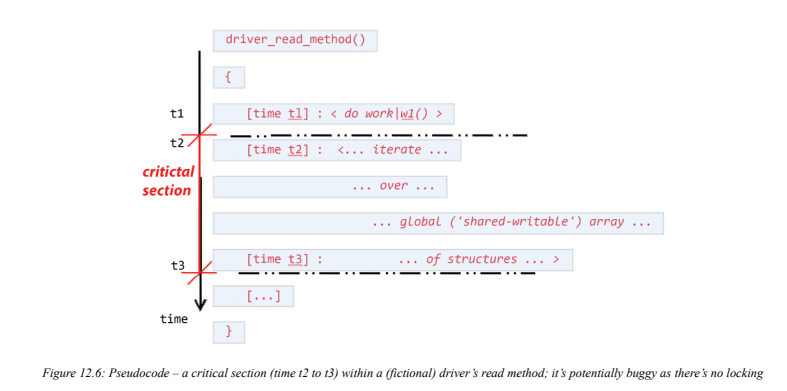 driver_read_method()
{
t1
[time t1] : < do work|w1() >
t2
[time t2] : <... iterate ...
critictal
section
... over ...
... global ('shared-writable') array ...
t3
[time t3] : ... of structures ... >
[...]
time
}
Figure 12.6: Pseudocode – a critical section (time t2 to t3) within a (fictional) driver's read method; it's potentially buggy as there's no locking